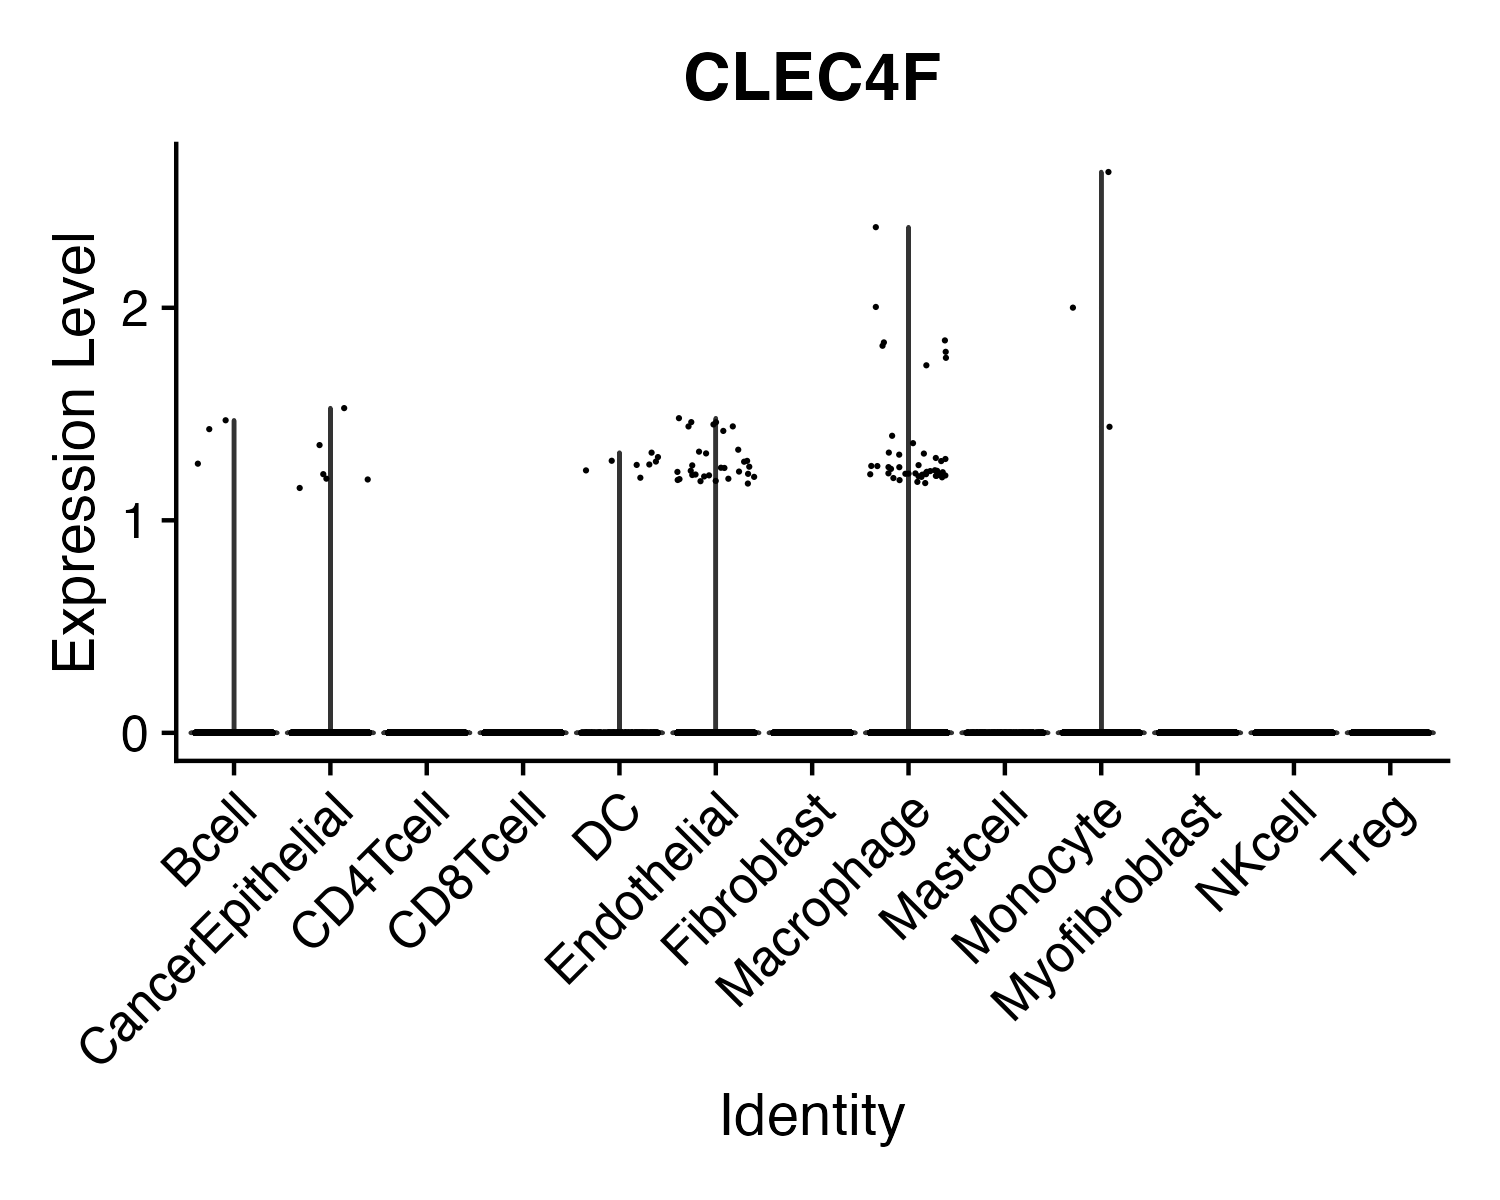 CLEC4F
Expression Level
2
1
0
Bcell
CancerEpithelial
CD4Tcell
CD8Tcell
DC
Endothelial
Fibroblast
Macrophage
Mastcell
Monocyte
Myofibroblast
NKcell
Treg
Identity